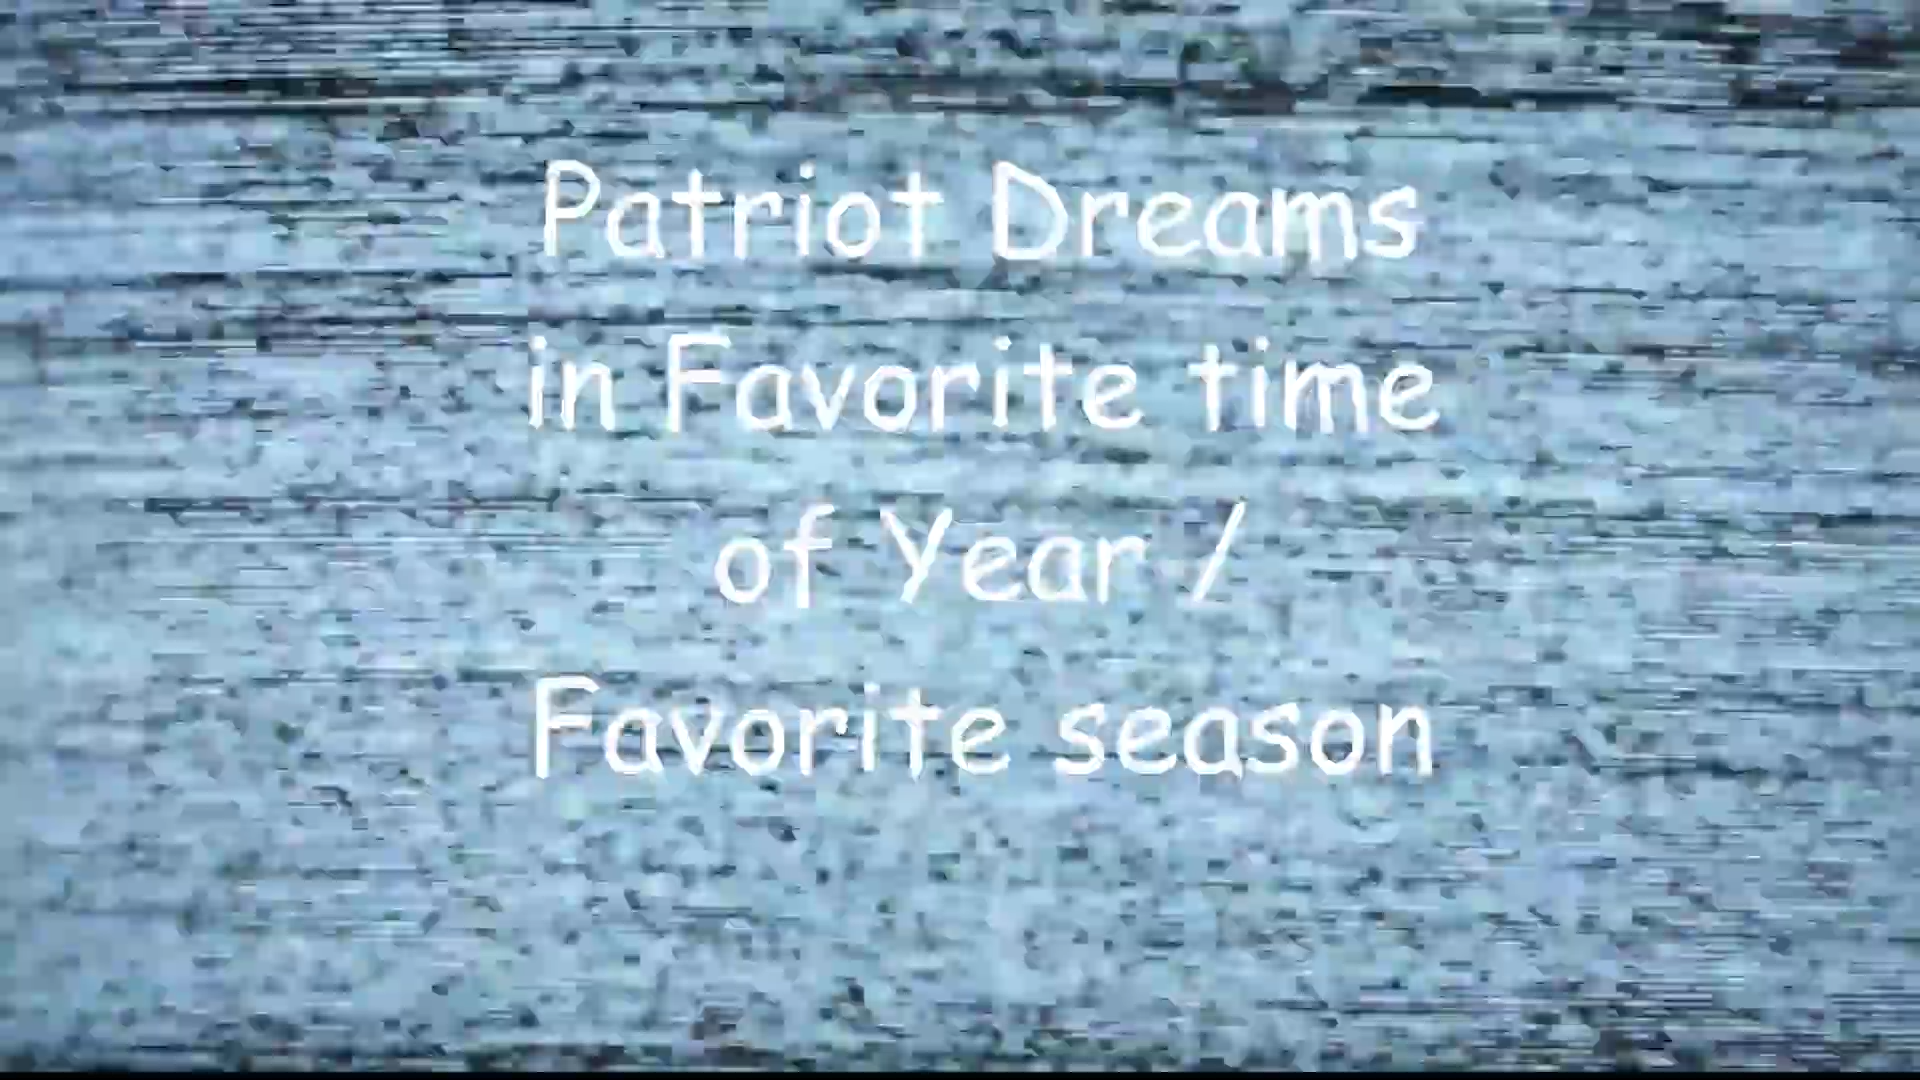 Patriot Dreams
in Favorite time
of Year /
Favorite season